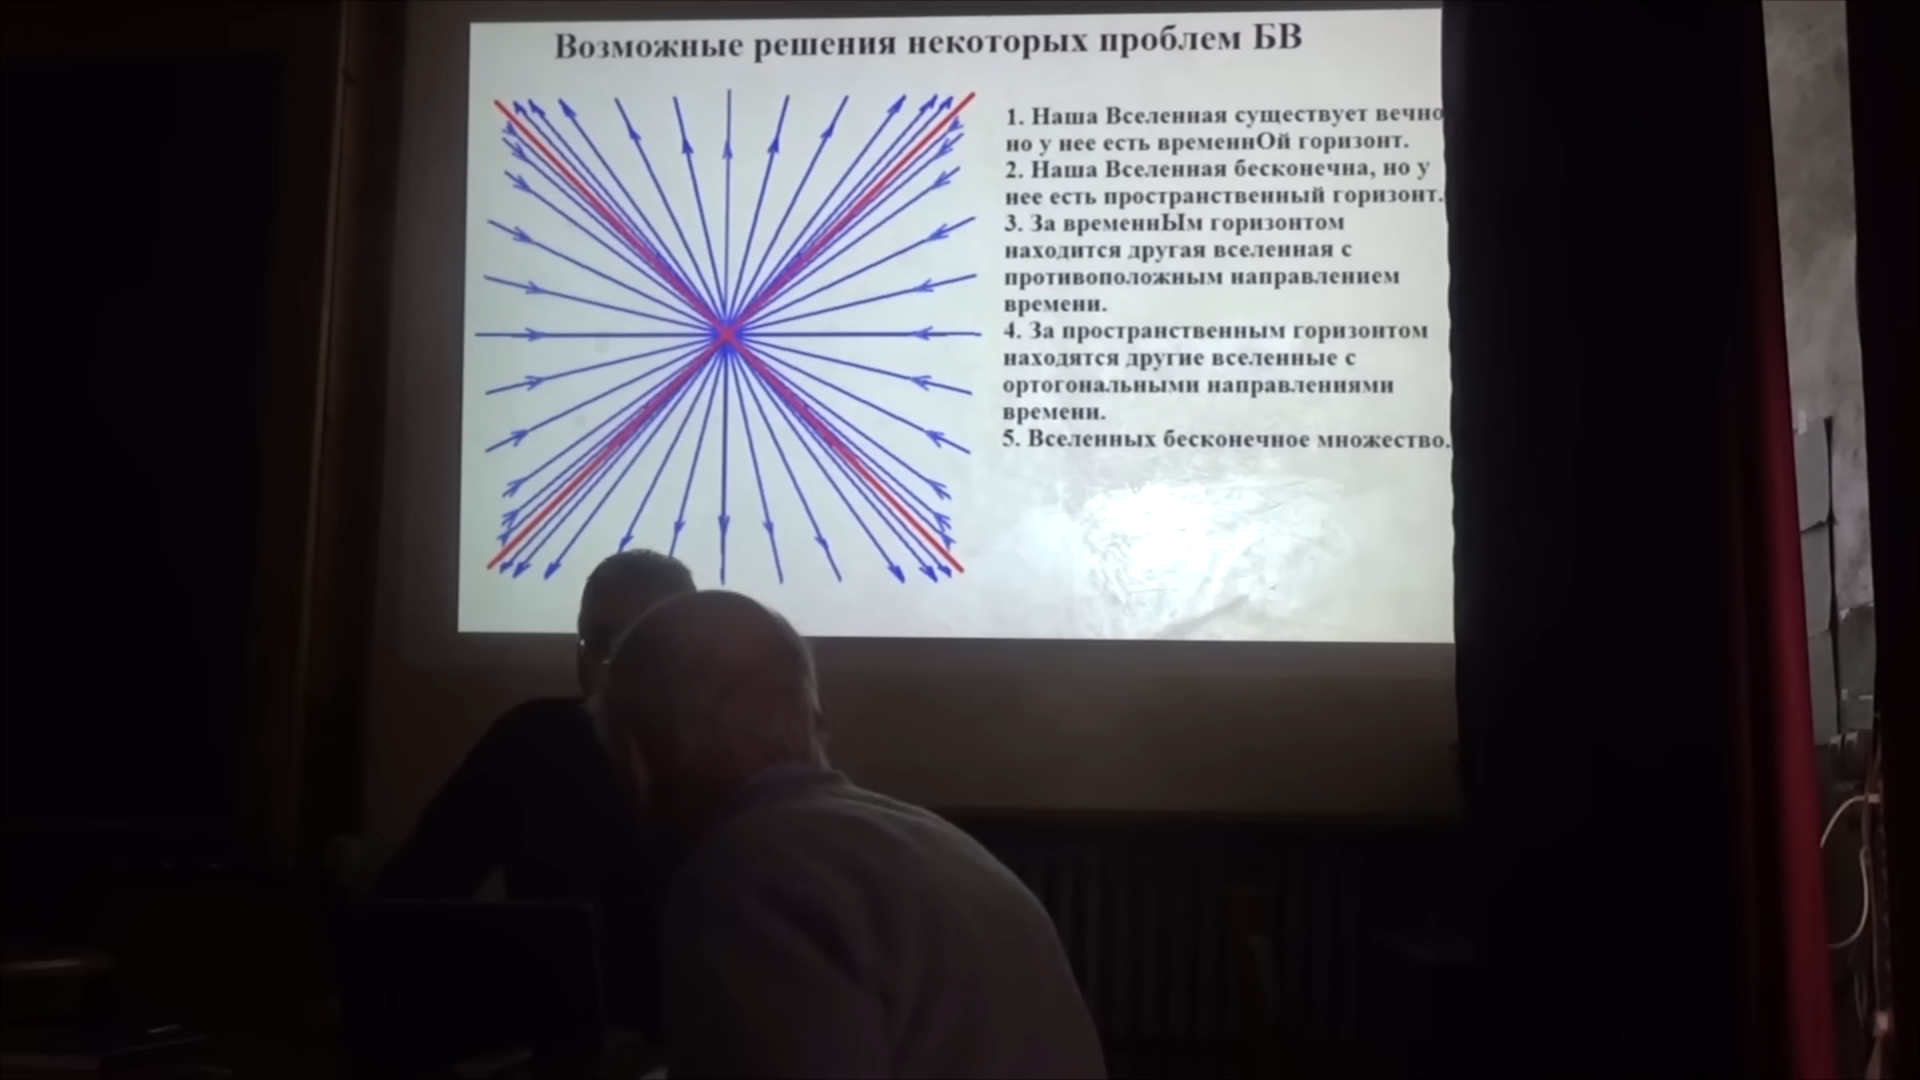 Возможные решения некоторых проблем БВ
1. Наша Вселенная существует вечно
но у нее есть временнОй горизонт.
2. Наша Вселенная бесконечна, но у
нее есть пространственный горизонт.
3. За временнЫм горизонтом
находится другая вселенная с
противоположным направлением
времени.
4. За пространственным горизонтом
находятся другие вселенные с
ортогональными направлениями
времени.
5. Вселенных бесконечное множество.